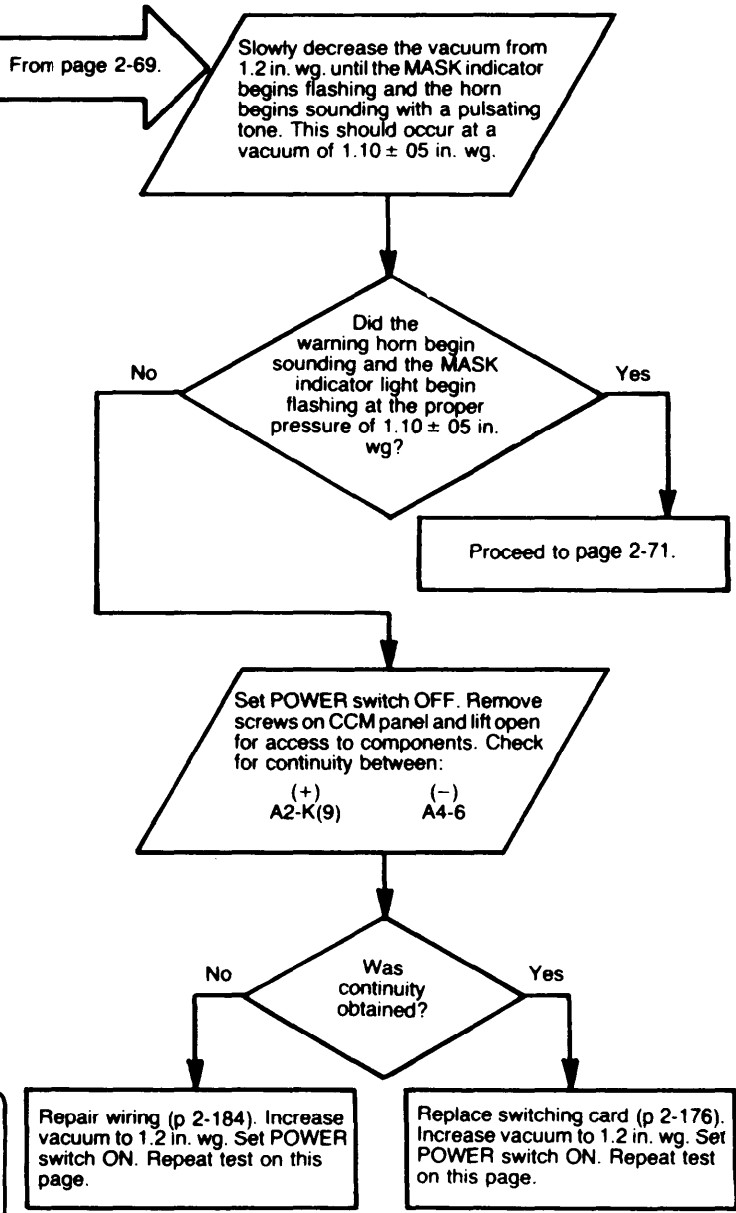 From page 2-69.
Slowly decrease the vacuum from
1.2 in. wg. until the MASK indicator
begins flashing and the horn
begins sounding with a pulsating
tone. This should occur at a
vacuum of 1.10 ± 05 in. wg.
Did the
warning horn begin
sounding and the MASK
indicator light begin
flashing at the proper
pressure of 1.10 ± 05 in.
wg?
No
Yes
Proceed to page 2-71.
Set POWER switch OFF. Remove
screws on CCM panel and lift open
for access to components. Check
for continuity between:
(+) (−)
A2-K(9) A4-6
Was
continuity
obtained?
No
Yes
Repair wiring (p 2-184). Increase
vacuum to 1.2 in. wg. Set POWER
switch ON. Repeat test on this
page.
Replace switching card (p 2-176).
Increase vacuum to 1.2 in. wg. Set
POWER switch ON. Repeat test
on this page.